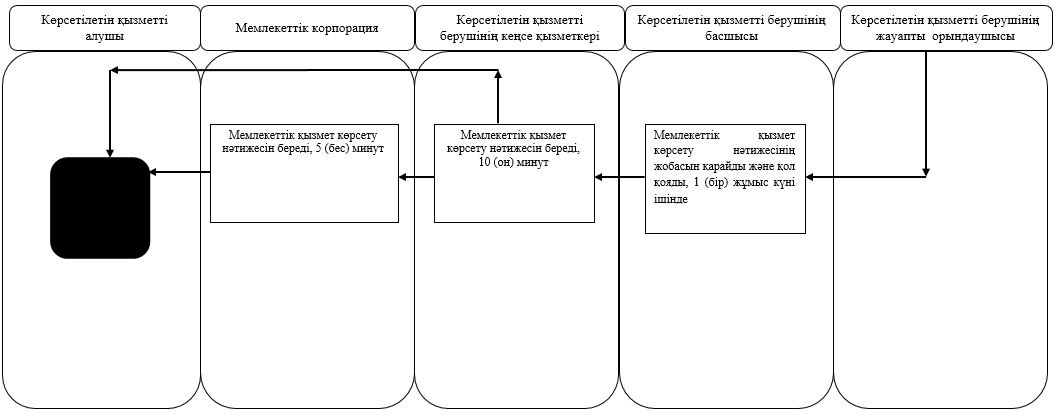 Көрсетілетін қызметті
алушы
Мемлекеттік корпорация
Көрсетілетін қызметті
берушінің кеңсе қызметкері
Көрсетілетін қызметті берушінің
басшысы
Көрсетілетін қызметті берушінің
жауапты орындаушысы
Мемлекеттік қызмет көрсету
нәтижесін береді, 5 (бес) минут
Мемлекеттік қызмет
көрсету нәтижесін береді,
10 (он) минут
Мемлекеттік қызмет
көрсету нәтижесінің
жобасын қарайды және қол
қояды, 1 (бір) жұмыс күні
ішінде